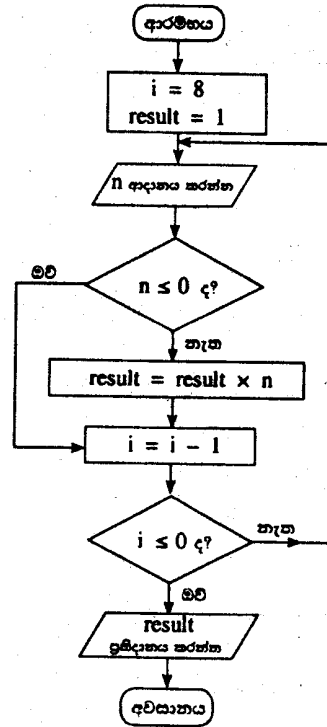 ආරම්භය
i = 8
result = 1
n ආදානය කරන්න
ඔව්
n ≤ 0 ද?
නැත
result = result × n
i = i − 1
i ≤ 0 ද?
නැත
ඔව්
result
ප්‍රතිදානය කරන්න
අවසානය